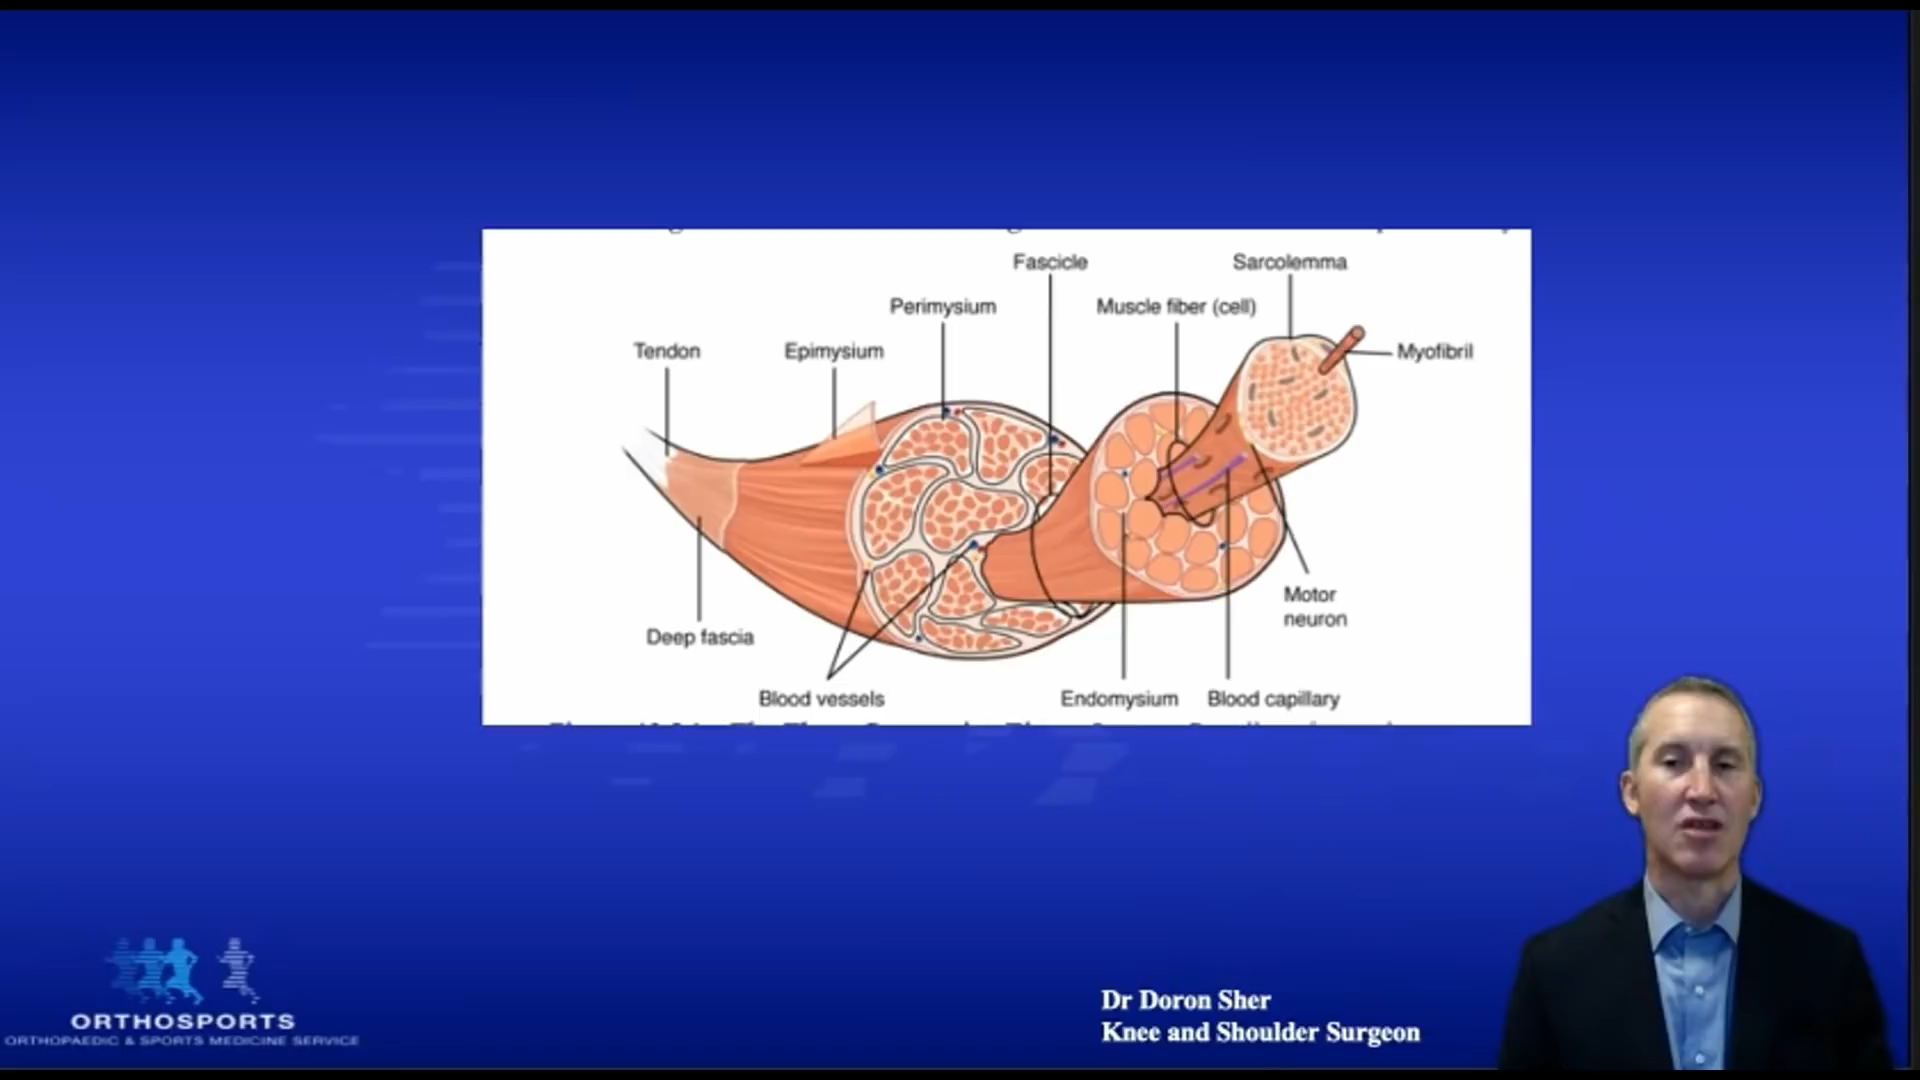 Fascicle
Sarcolemma
Perimysium
Muscle fiber (cell)
Tendon
Epimysium
Myofibril
Motor
neuron
Deep fascia
Blood vessels
Endomysium
Blood capillary
Dr Doron Sher
Knee and Shoulder Surgeon
ORTHOSPORTS
ORTHOPAEDIC & SPORTS MEDICINE SERVICE